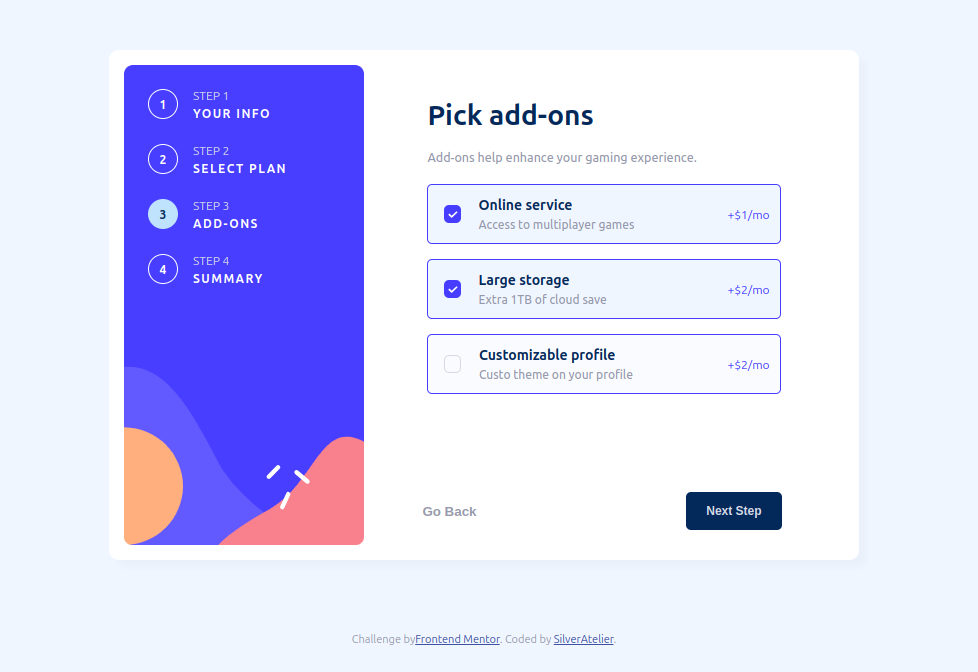 1
STEP 1
YOUR INFO
2
STEP 2
SELECT PLAN
3
STEP 3
ADD-ONS
4
STEP 4
SUMMARY
Pick add-ons
Add-ons help enhance your gaming experience.
Online service
Access to multiplayer games
+$1/mo
Large storage
Extra 1TB of cloud save
+$2/mo
Customizable profile
Custo theme on your profile
+$2/mo
Go Back
Next Step
Challenge byFrontend Mentor. Coded by SilverAtelier.